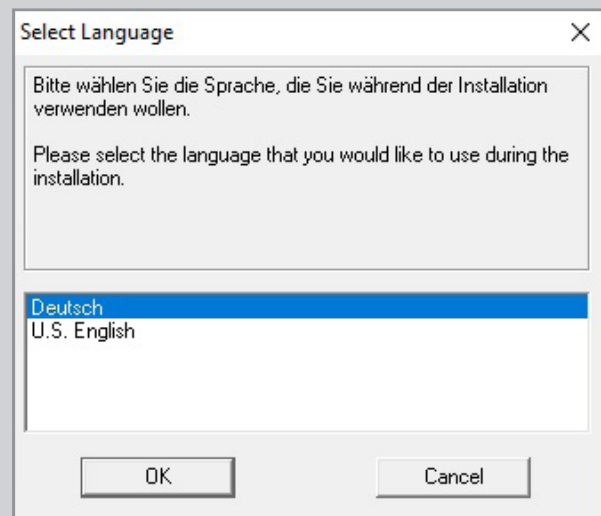 Select Language
Bitte wählen Sie die Sprache, die Sie während der Installation
verwenden wollen.
Please select the language that you would like to use during the
installation.
Deutsch
U.S. English
OK
Cancel